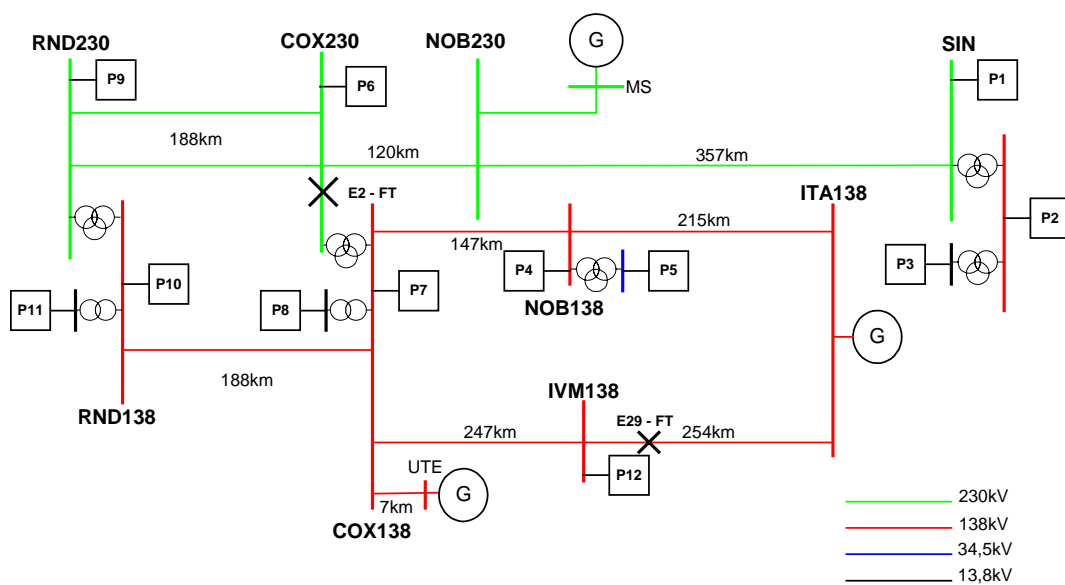 RND230
COX230
NOB230
G
SIN
P9
P6
MS
P1
188km
120km
357km
E2 - FT
ITA138
147km
215km
P2
P4
P5
P3
NOB138
P10
P7
P11
P8
G
188km
RND138
IVM138
E29 - FT
247km
254km
UTE
P12
G
7km
COX138
230kV
138kV
34,5kV
13,8kV